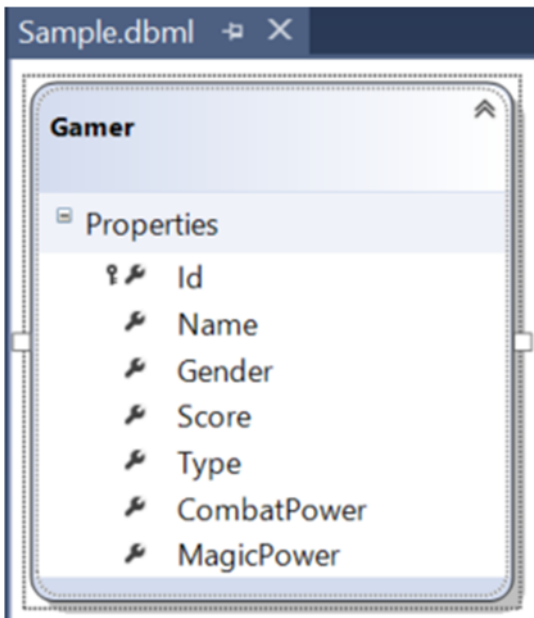 Sample.dbml
Gamer
Properties
Id
Name
Gender
Score
Type
CombatPower
MagicPower